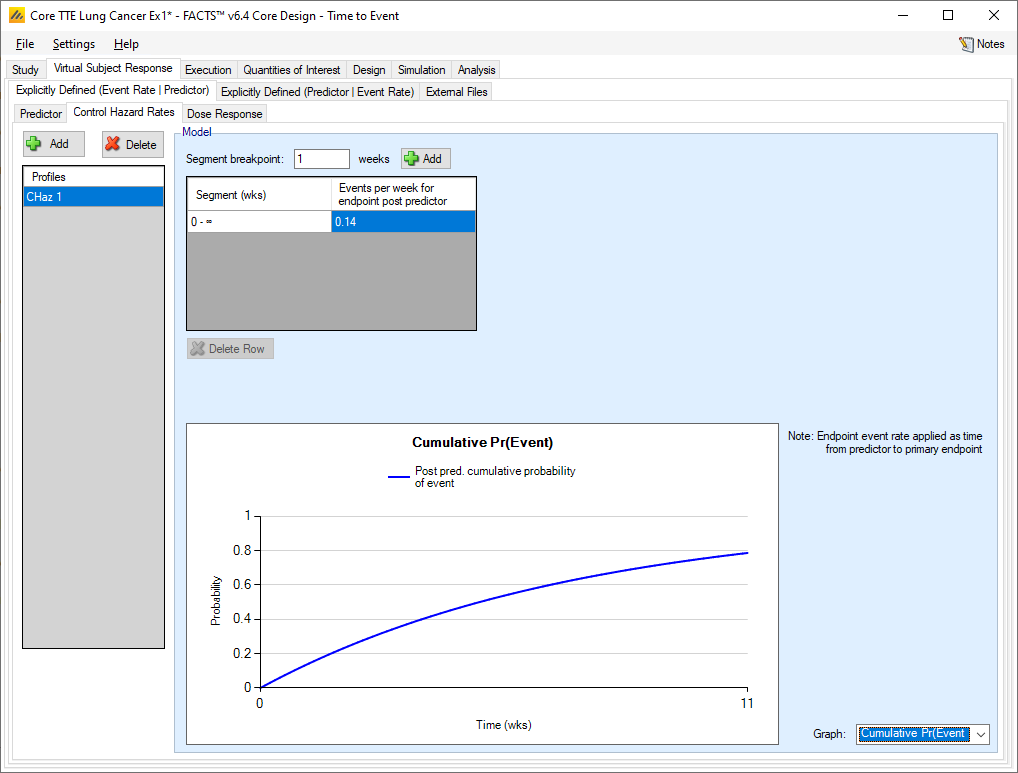 Core TTE Lung Cancer Ex1* - FACTS™ v6.4 Core Design - Time to Event
File Settings Help Notes
Study Virtual Subject Response Execution Quantities of Interest Design Simulation Analysis
Explicitly Defined (Event Rate | Predictor) Explicitly Defined (Predictor | Event Rate) External Files
Predictor Control Hazard Rates Dose Response
Add Delete
Profiles
CHaz 1
Model
Segment breakpoint: 1 weeks Add
Segment (wks) Events per week for
endpoint post predictor
0 - ∞ 0.14
Delete Row
Cumulative Pr(Event)
Post pred. cumulative probability
of event
1
0.8
0.6
0.4
0.2
0
Probability
0 11
Time (wks)
Note: Endpoint event rate applied as time
from predictor to primary endpoint
Graph: Cumulative Pr(Event